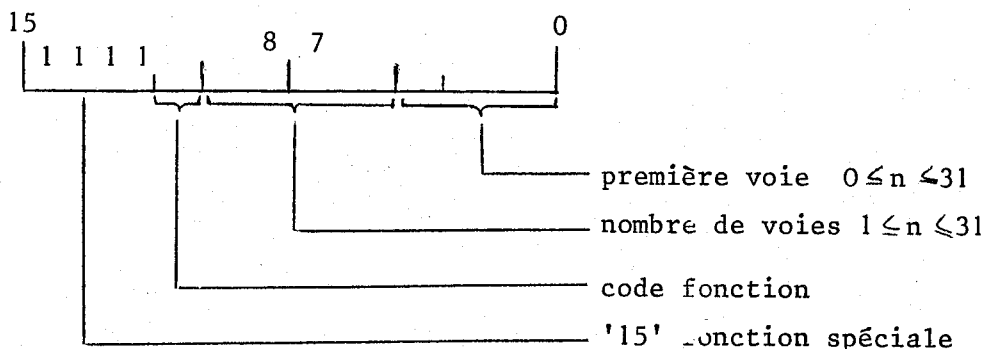 15 0
1 1 1 1 8 7
première voie 0 ≤ n ≤ 31
nombre de voies 1 ≤ n ≤ 31
code fonction
'15' fonction spéciale